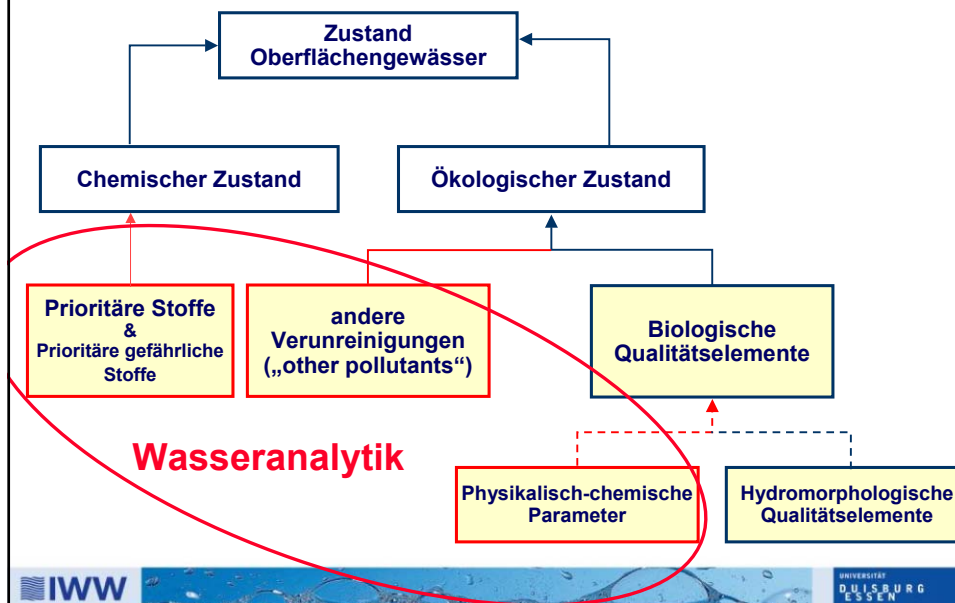 Zustand
Oberflächengewässer
Chemischer Zustand
Ökologischer Zustand
Prioritäre Stoffe
&
Prioritäre gefährliche
Stoffe
andere
Verunreinigungen
(„other pollutants“)
Biologische
Qualitätselemente
Wasseranalytik
Physikalisch-chemische
Parameter
Hydromorphologische
Qualitätselemente
IWW
UNIVERSITÄT
DUISBURG
ESSEN